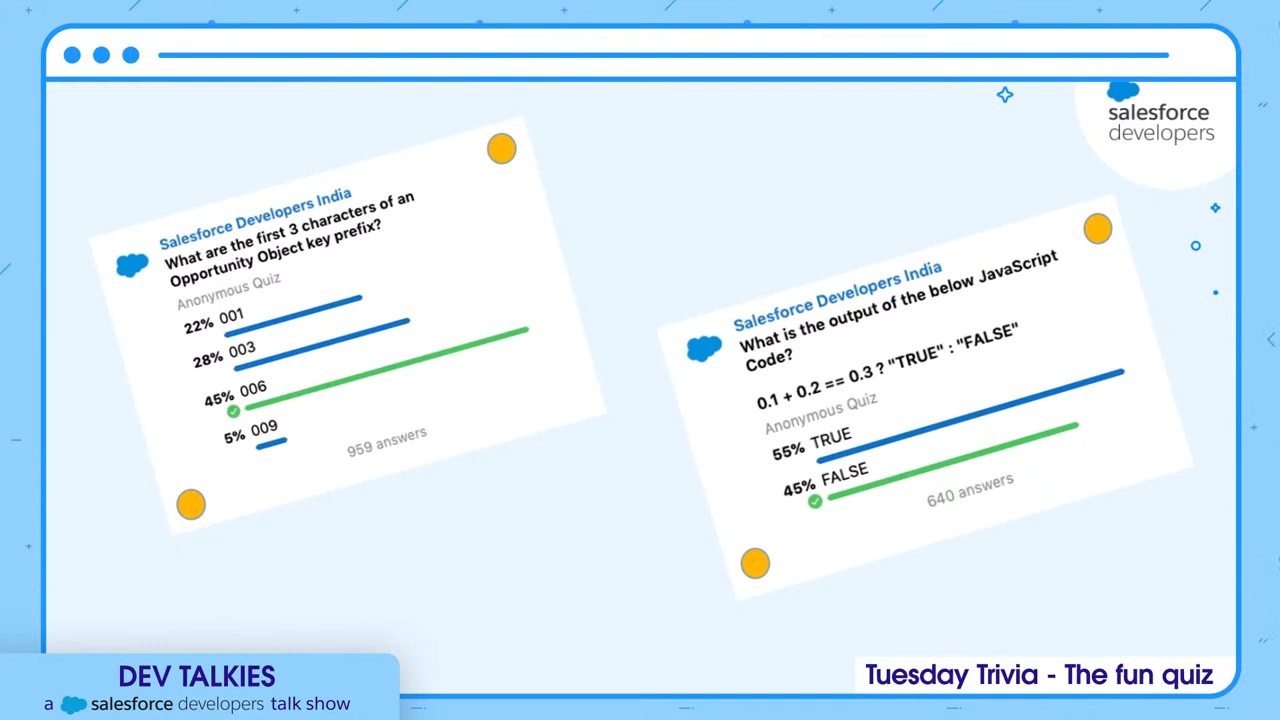 salesforce
developers
Salesforce Developers India
What are the first 3 characters of an
Opportunity Object key prefix?
Anonymous Quiz
22% 001
28% 003
45% 006
5% 009
959 answers
Salesforce Developers India
What is the output of the below JavaScript
Code?
0.1 + 0.2 == 0.3 ? "TRUE" : "FALSE"
Anonymous Quiz
55% TRUE
45% FALSE
640 answers
DEV TALKIES
a salesforce developers talk show
Tuesday Trivia - The fun quiz